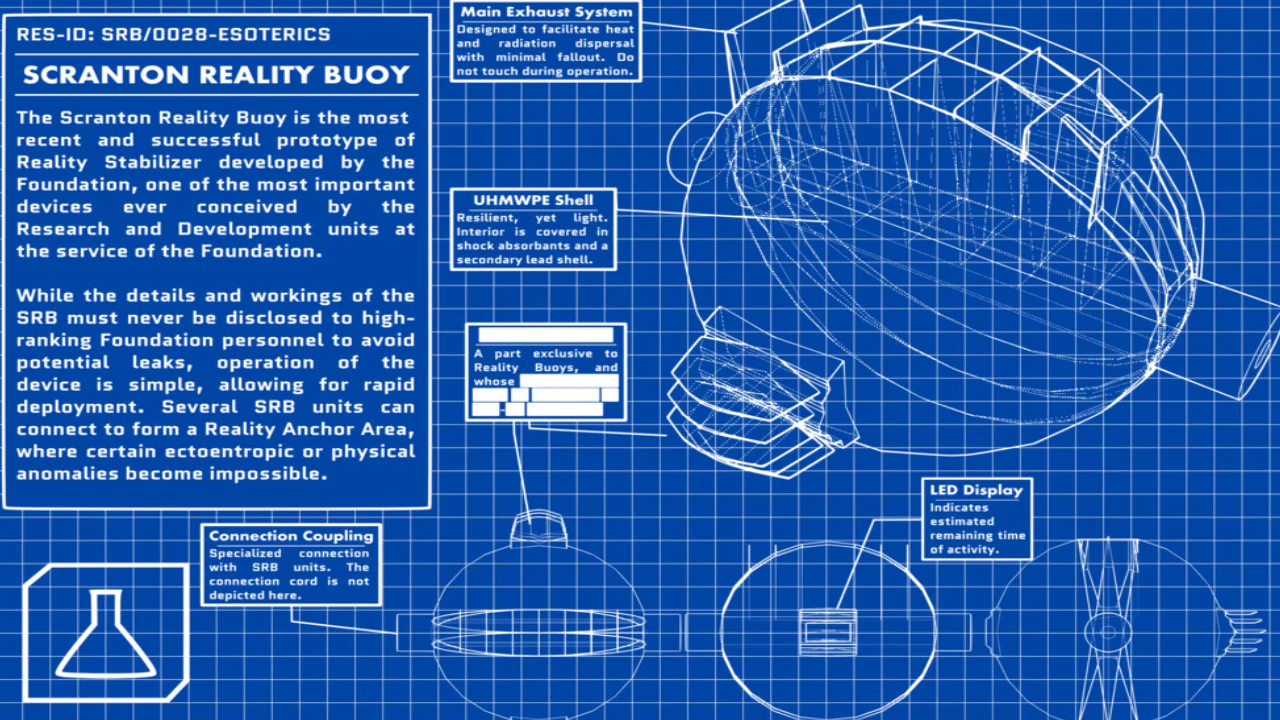 RES-ID: SRB/0028-ESOTERICS
SCRANTON REALITY BUOY
The Scranton Reality Buoy is the most
recent and successful prototype of
Reality Stabilizer developed by the
Foundation, one of the most important
devices ever conceived by the
Research and Development units at
the service of the Foundation.
While the details and workings of the
SRB must never be disclosed to high-
ranking Foundation personnel to avoid
potential leaks, operation of the
device is simple, allowing for rapid
deployment. Several SRB units can
connect to form a Reality Anchor Area,
where certain ectoentropic or physical
anomalies become impossible.
Main Exhaust System
Designed to facilitate heat
and radiation dispersal
with minimal fallout. Do
not touch during operation.
UHMWPE Shell
Resilient, yet light.
Interior is covered in
shock absorbants and a
secondary lead shell.
A part exclusive to
Reality Buoys, and
whose
LED Display
Indicates
estimated
remaining time
of activity.
Connection Coupling
Specialized connection
with SRB units. The
connection cord is not
depicted here.